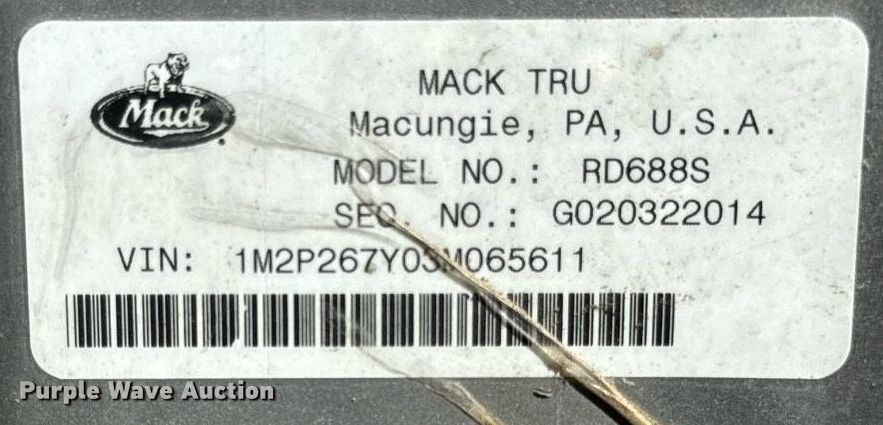 Mack
MACK TRU
Macungie, PA, U.S.A.
MODEL NO.: RD688S
SEQ. NO.: G020322014
VIN: 1M2P267Y03M065611
Purple Wave Auction